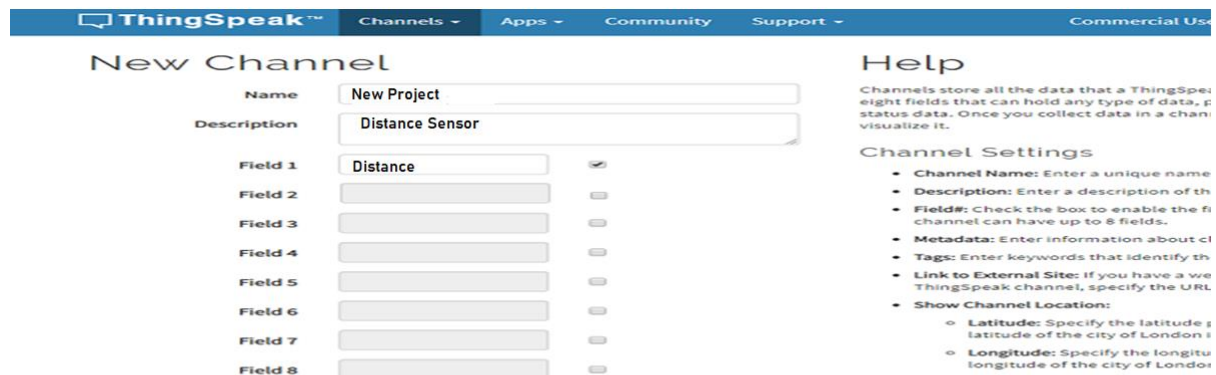 ThingSpeak™ Channels Apps Community Support Commercial Use
New Channel
Name New Project
Description Distance Sensor
Field 1 Distance
Field 2
Field 3
Field 4
Field 5
Field 6
Field 7
Field 8
Help
Channels store all the data that a ThingSpea
eight fields that can hold any type of data, p
status data. Once you collect data in a chann
visualize it.
Channel Settings
• Channel Name: Enter a unique name
• Description: Enter a description of th
• Field#: Check the box to enable the fi
channel can have up to 8 fields.
• Metadata: Enter information about c
• Tags: Enter keywords that identify th
• Link to External Site: If you have a we
ThingSpeak channel, specify the URL
• Show Channel Location:
○ Latitude: Specify the latitude p
latitude of the city of London i
○ Longitude: Specify the longitu
longitude of the city of London